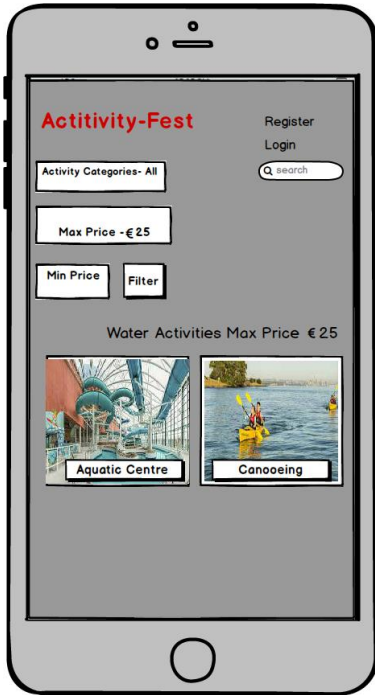 Actitivity-Fest
Register
Login
search
Activity Categories- All
Max Price -€25
Min Price
Filter
Water Activities Max Price €25
Aquatic Centre
Canooeing